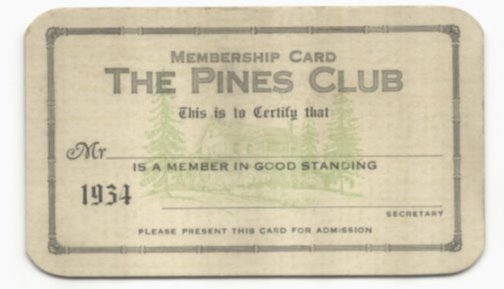 MEMBERSHIP CARD
THE PINES CLUB
This is to Certify that
Mr
IS A MEMBER IN GOOD STANDING
1934
SECRETARY
PLEASE PRESENT THIS CARD FOR ADMISSION